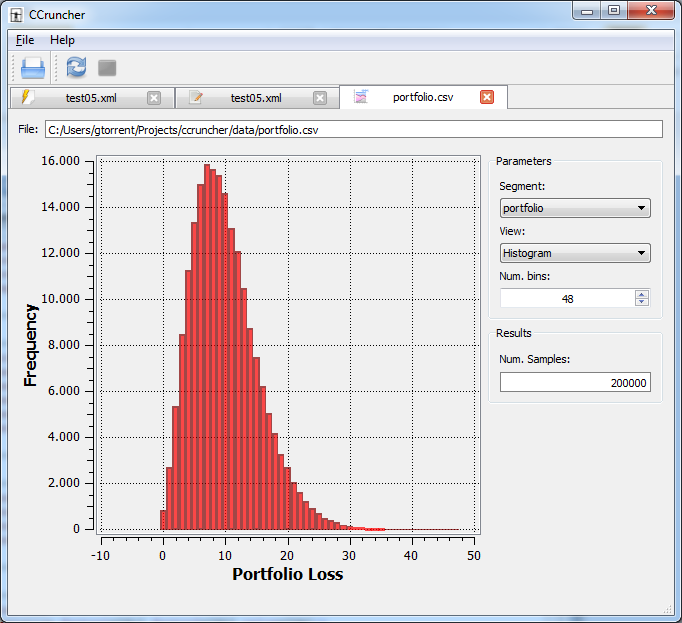 CCruncher
File Help
test05.xml test05.xml portfolio.csv
File: C:/Users/gtorrent/Projects/ccruncher/data/portfolio.csv
16.000
14.000
12.000
10.000
8.000
6.000
4.000
2.000
0
Frequency
-10 0 10 20 30 40 50
Portfolio Loss
Parameters
Segment:
portfolio
View:
Histogram
Num. bins:
48
Results
Num. Samples:
200000